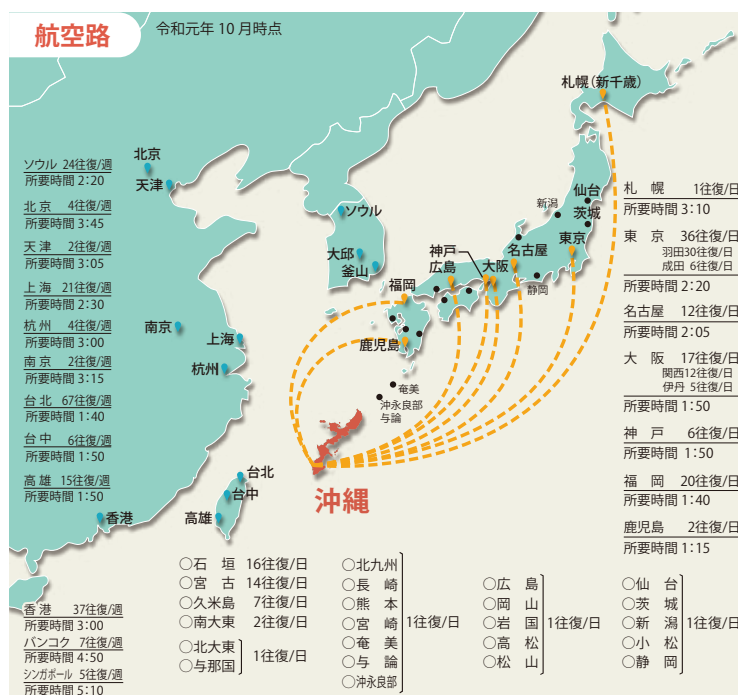 航空路
令和元年10月時点
ソウル 24往復/週
所要時間 2:20
北京 4往復/週
所要時間 3:45
天津 2往復/週
所要時間 3:05
上海 21往復/週
所要時間 2:30
杭州 4往復/週
所要時間 3:00
南京 2往復/週
所要時間 3:15
台北 67往復/週
所要時間 1:40
台中 6往復/週
所要時間 1:50
高雄 15往復/週
所要時間 1:50
香港 37往復/週
所要時間 3:00
バンコク 7往復/週
所要時間 4:50
シンガポール 5往復/週
所要時間 5:10
北京
天津
ソウル
大邱
釜山
南京
上海
杭州
台北
台中
高雄
香港
札幌(新千歳)
仙台
新潟
茨城
東京
名古屋
静岡
神戸
大阪
広島
福岡
鹿児島
奄美
沖永良部
与論
沖縄
札幌 1往復/日
所要時間 3:10
東京 36往復/日
羽田30往復/日
成田 6往復/日
所要時間 2:20
名古屋 12往復/日
所要時間 2:05
大阪 17往復/日
関西12往復/日
伊丹 5往復/日
所要時間 1:50
神戸 6往復/日
所要時間 1:50
福岡 20往復/日
所要時間 1:40
鹿児島 2往復/日
所要時間 1:15
○石垣 16往復/日
○宮古 14往復/日
○久米島 7往復/日
○南大東 2往復/日
○北大東
○与那国
1往復/日
○北九州
○長崎
○熊本
○宮崎
○奄美
○与論
○沖永良部
1往復/日
○広島
○岡山
○岩国
○高松
○松山
1往復/日
○仙台
○茨城
○新潟
○小松
○静岡
1往復/日